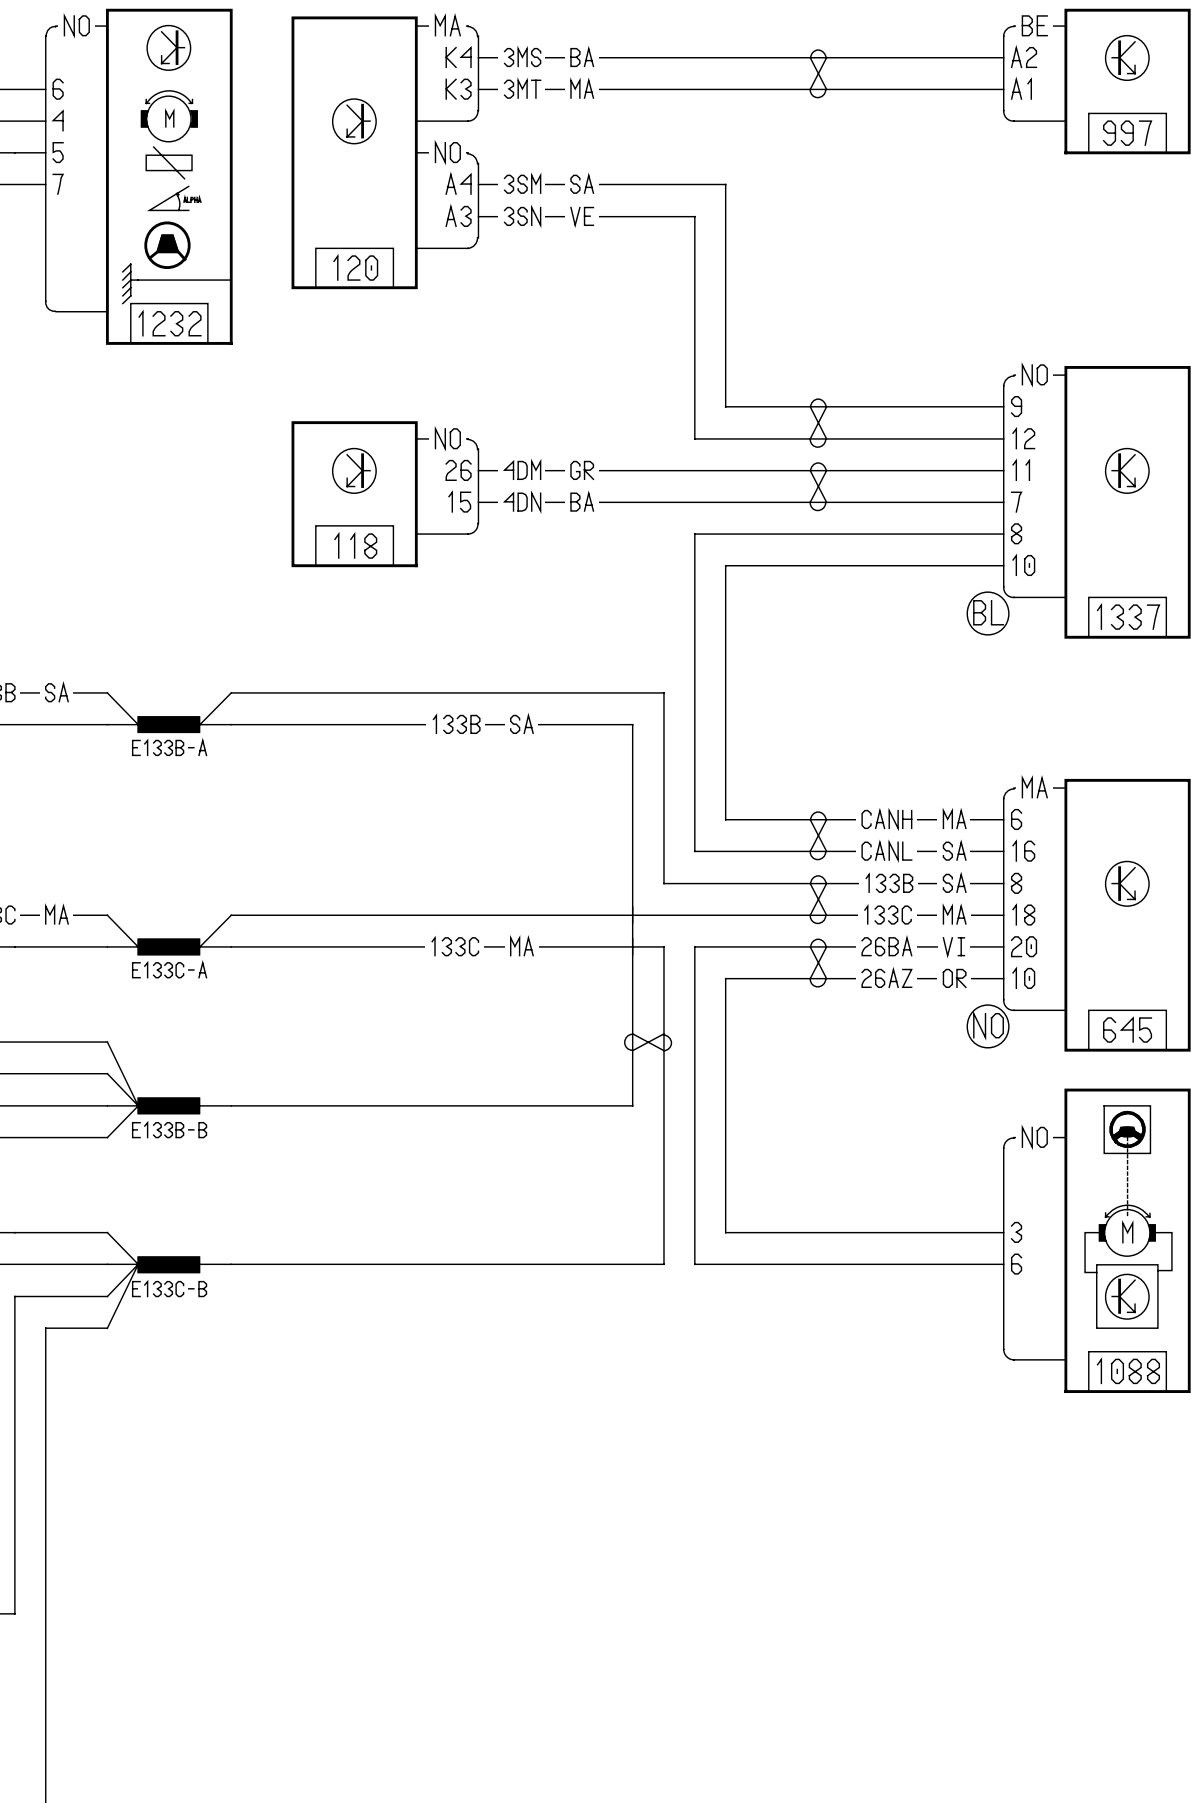 NO
6
4
5
7
M
ALPHA
1232
MA
K4 3MS BA
K3 3MT MA
NO
A4 3SM SA
A3 3SN VE
120
BE
A2
A1
997
NO
26 4DM GR
15 4DN BA
118
NO
9
12
11
7
8
10
BL
1337
B SA
133B SA
E133B-A
C MA
133C MA
E133C-A
E133B-B
E133C-B
MA
CANH MA 6
CANL SA 16
133B SA 8
133C MA 18
26BA VI 20
26AZ OR 10
NO
645
NO
3
6
M
1088